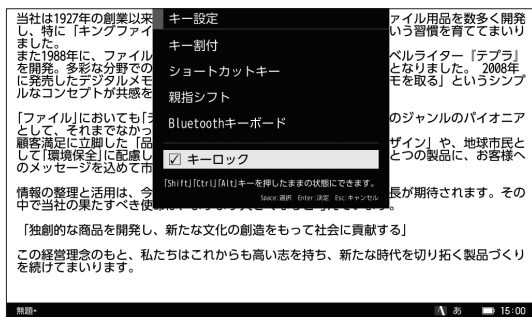 当社は1927年の創業以来
し、特に「キングファイ
ました。
また1988年に、ファイル
を開発。多彩な分野での
に発売したデジタルメモ
ルなコンセプトが共感を
「ファイル」においても「
として、それまでなかっ
顧客満足に立脚した「品
して「環境保全」に配慮し
のメッセージを込めて市
情報の整理と活用は、今
中で当社の果たすべき使
キー設定
キー割付
ショートカットキー
親指シフト
Bluetoothキーボード
☑ キーロック
「Shift」「Ctrl」「Alt」キーを押したままの状態にできます。
Space:選択 Enter:決定 Esc:キャンセル
ァイル用品を数多く開発
いう習慣を育ててまいり
ベルライター『テプラ』
となりました。 2008年
モを取る」というシンプ
のジャンルのパイオニア
ザイン」や、地球市民と
とつの製品に、お客様へ
長が期待されます。その
「独創的な商品を開発し、新たな文化の創造をもって社会に貢献する」
この経営理念のもと、私たちはこれからも高い志を持ち、新たな時代を切り拓く製品づくり
を続けてまいります。
無題*
A あ 15:00